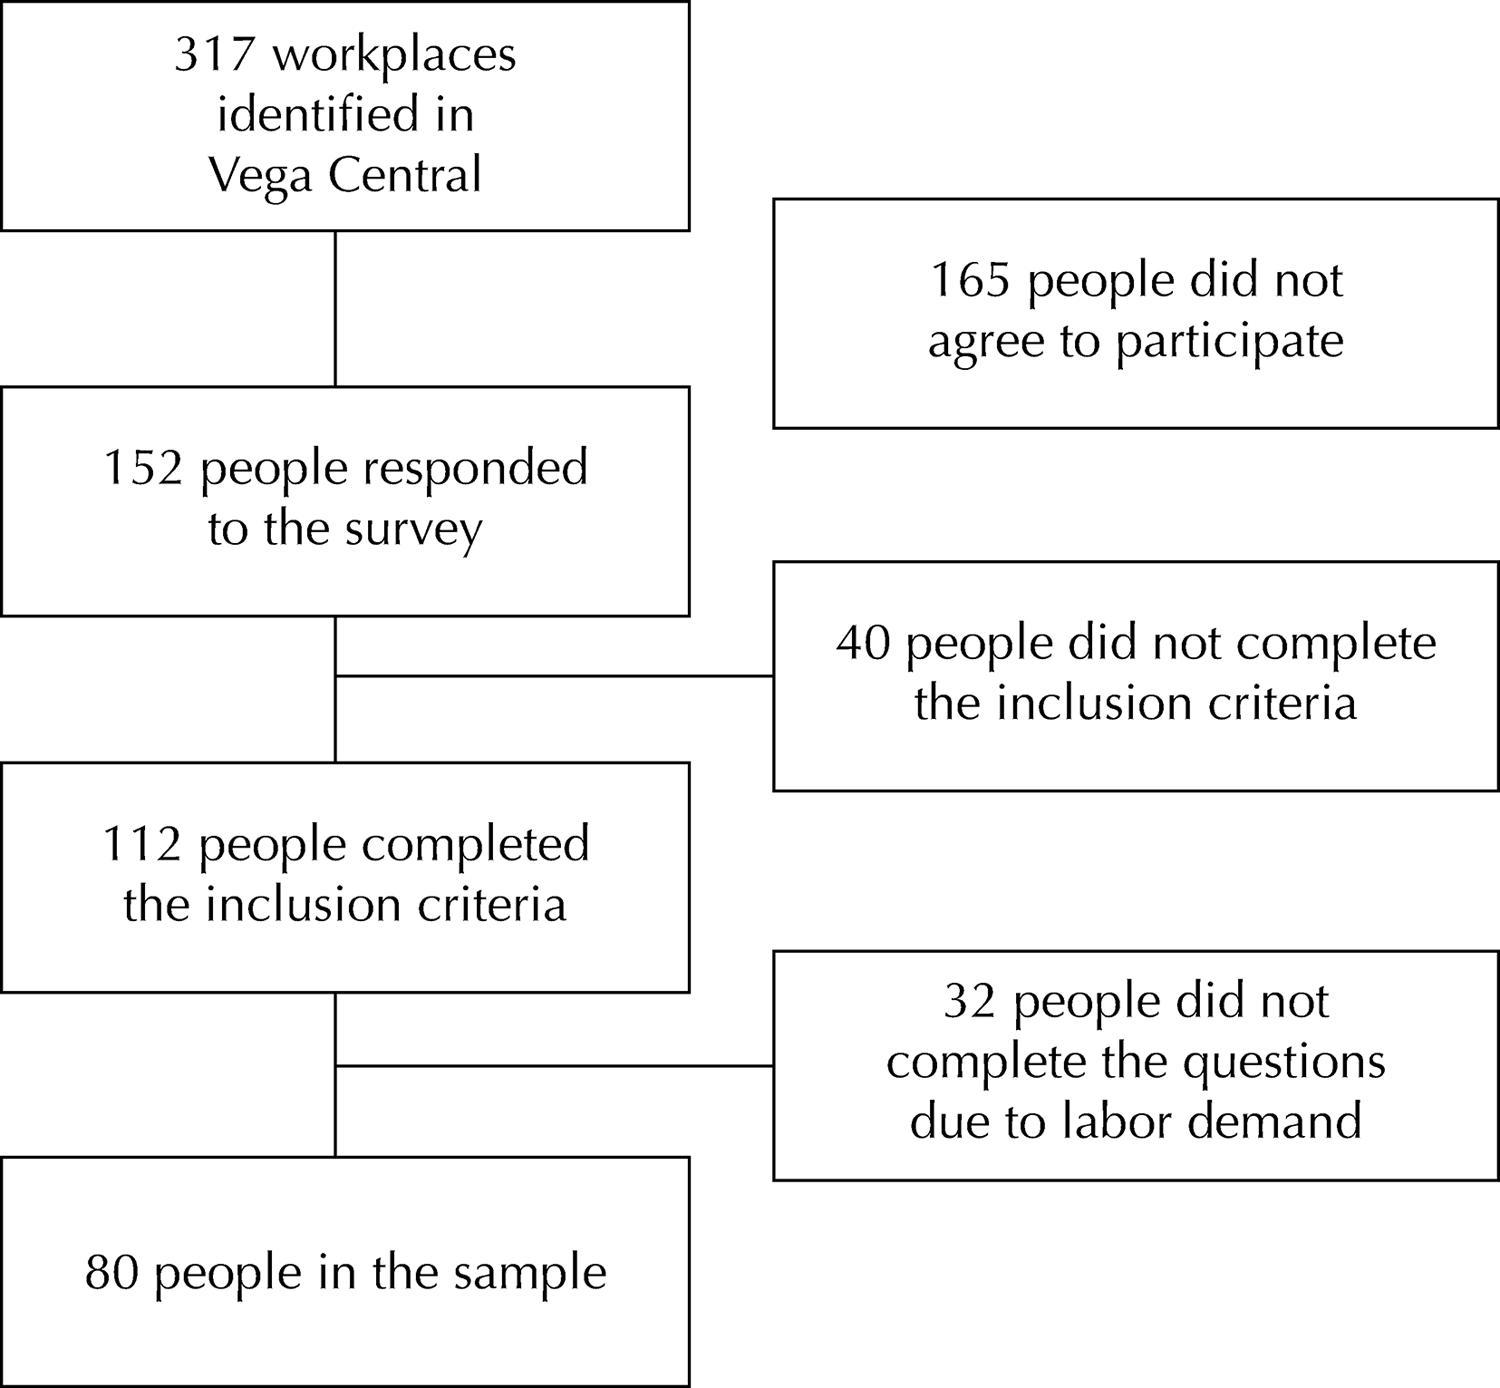 317 workplaces
identified in
Vega Central
165 people did not
agree to participate
152 people responded
to the survey
40 people did not complete
the inclusion criteria
112 people completed
the inclusion criteria
32 people did not
complete the questions
due to labor demand
80 people in the sample